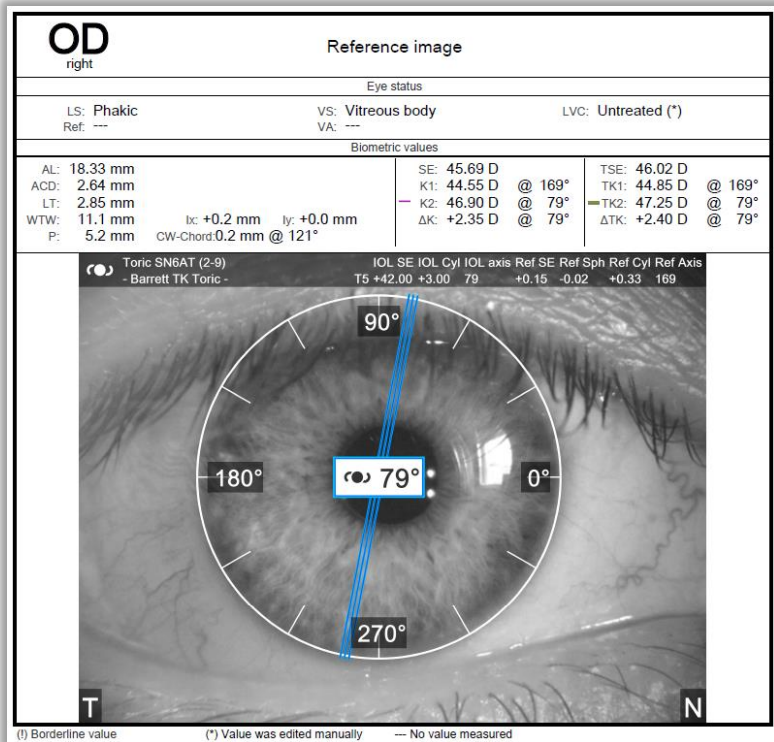 OD
right
Reference image
Eye status
LS: Phakic VS: Vitreous body LVC: Untreated (*)
Ref: --- VA: ---
Biometric values
AL: 18.33 mm SE: 45.69 D TSE: 46.02 D
ACD: 2.64 mm K1: 44.55 D @ 169° TK1: 44.85 D @ 169°
LT: 2.85 mm K2: 46.90 D @ 79° TK2: 47.25 D @ 79°
WTW: 11.1 mm Ix: +0.2 mm Iy: +0.0 mm ΔK: +2.35 D @ 79° ΔTK: +2.40 D @ 79°
P: 5.2 mm CW-Chord:0.2 mm @ 121°
Toric SN6AT (2-9) IOL SE IOL Cyl IOL axis Ref SE Ref Sph Ref Cyl Ref Axis
- Barrett TK Toric - T5 +42.00 +3.00 79 +0.15 -0.02 +0.33 169
90°
180° 79° 0°
270°
T N
(!) Borderline value (*) Value was edited manually --- No value measured